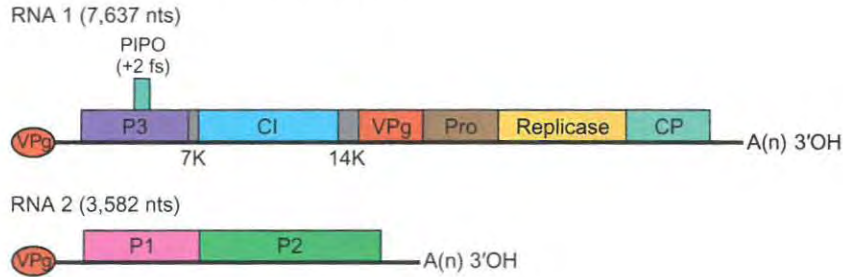 RNA 1 (7,637 nts)
PIPO
(+2 fs)
VPg P3 CI VPg Pro Replicase CP A(n) 3′OH
7K 14K
RNA 2 (3,582 nts)
VPg P1 P2 A(n) 3′OH